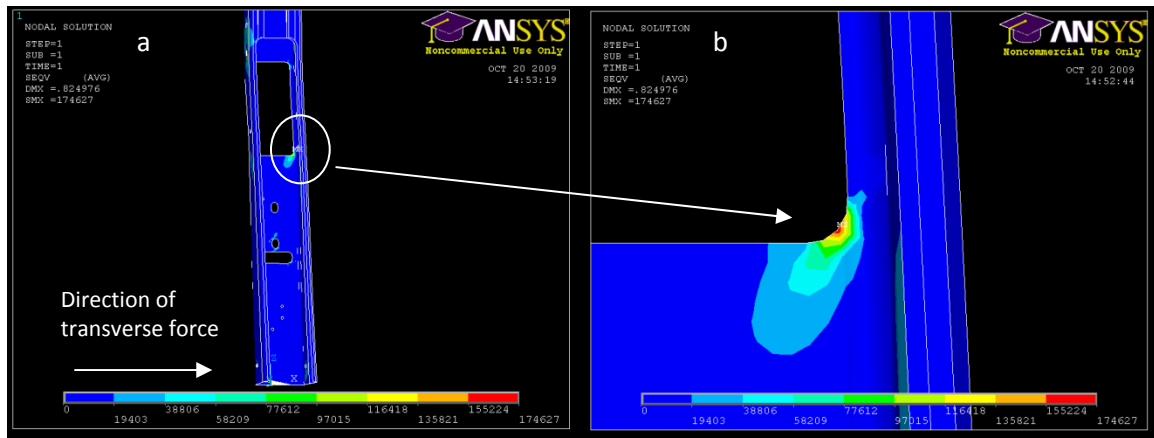 1
NODAL SOLUTION
STEP=1
SUB =1
TIME=1
SEQV (AVG)
DMX =.824976
SMX =174627
a
ANSYS
Noncommercial Use Only
OCT 20 2009
14:53:19
MX
Z
X
Direction of
transverse force
0 38806 77612 116418 155224
19403 58209 97015 135821 174627
NODAL SOLUTION
STEP=1
SUB =1
TIME=1
SEQV (AVG)
DMX =.824976
SMX =174627
b
ANSYS
Noncommercial Use Only
OCT 20 2009
14:52:44
MX
0 38806 77612 116418 155224
19403 58209 97015 135821 174627